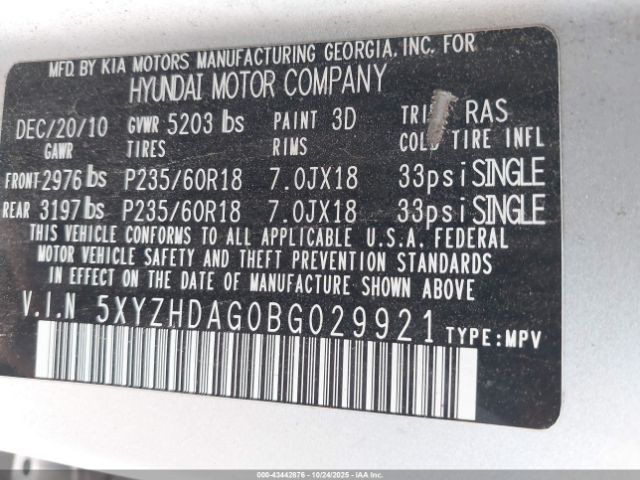 MFD. BY KIA MOTORS MANUFACTURING GEORGIA, INC. FOR
HYUNDAI MOTOR COMPANY
DEC/20/10 GVWR 5203 lbs PAINT 3D TRIM RAS
GAWR TIRES RIMS COLD TIRE INFL
FRONT 2976 lbs P235/60R18 7.0JX18 33psi SINGLE
REAR 3197 lbs P235/60R18 7.0JX18 33psi SINGLE
THIS VEHICLE CONFORMS TO ALL APPLICABLE U.S.A. FEDERAL
MOTOR VEHICLE SAFETY AND THEFT PREVENTION STANDARDS
IN EFFECT ON THE DATE OF MANUFACTURE SHOWN ABOVE.
V.I.N 5XYZHDAG0BG029921 TYPE:MPV
000-43442876 - 10/24/2025 - IAAI.COM